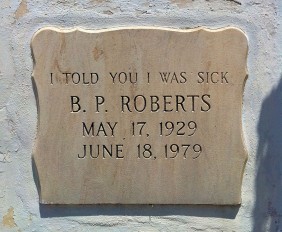 I TOLD YOU I WAS SICK
B. P. ROBERTS
MAY 17, 1929
JUNE 18, 1979